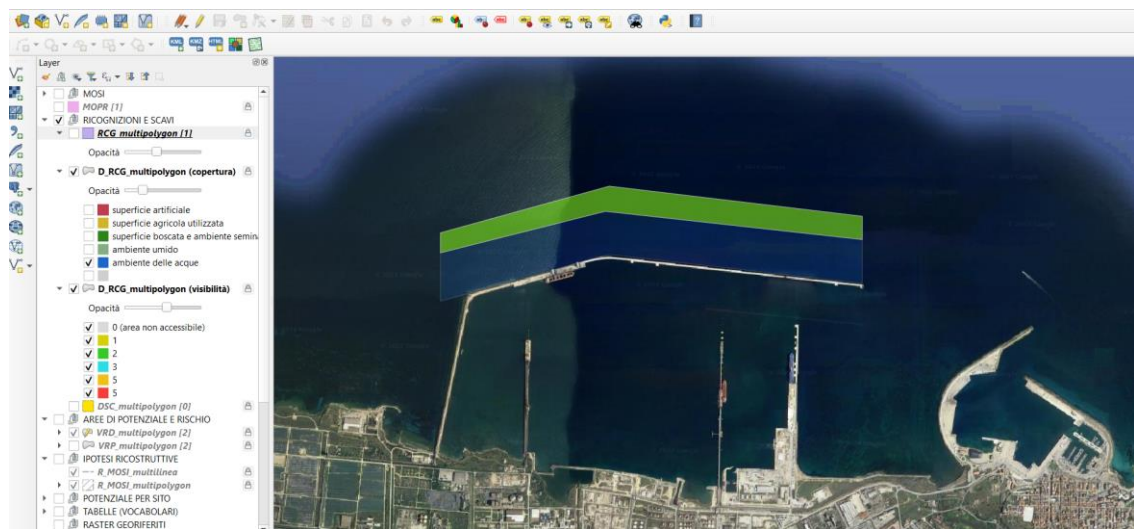 Layer
MOSI
MOPR [1]
RICOGNIZIONI E SCAVI
RCG_multipolygon [1]
Opacità
D_RCG_multipolygon (copertura)
Opacità
superficie artificiale
superficie agricola utilizzata
superficie boscata e ambiente semina
ambiente umido
ambiente delle acque
D_RCG_multipolygon (visibilità)
Opacità
0 (area non accessibile)
1
2
3
5
5
DSC_multipolygon [0]
AREE DI POTENZIALE E RISCHIO
VRD_multipolygon [2]
VRP_multipolygon [2]
IPOTESI RICOSTRUTTIVE
R_MOSI_multilinea
R_MOSI_multipolygon
POTENZIALE PER SITO
TABELLE (VOCABOLARI)
RASTER GEORIFERITI